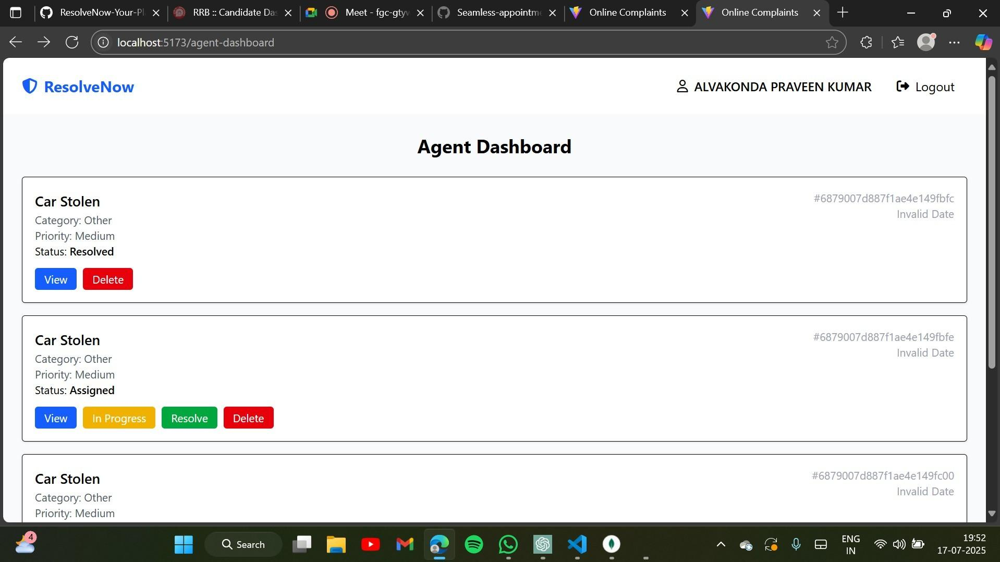 ResolveNow-Your-Pl
RRB :: Candidate Das
Meet - fgc-gtyv
Seamless-appointme
Online Complaints
Online Complaints
localhost:5173/agent-dashboard
ResolveNow
ALVAKONDA PRAVEEN KUMAR
Logout
Agent Dashboard
Car Stolen
#6879007d887f1ae4e149fbfc
Category: Other
Invalid Date
Priority: Medium
Status: Resolved
View
Delete
Car Stolen
#6879007d887f1ae4e149fbfe
Category: Other
Invalid Date
Priority: Medium
Status: Assigned
View
In Progress
Resolve
Delete
Car Stolen
#6879007d887f1ae4e149fc00
Category: Other
Invalid Date
Priority: Medium
4
Search
ENG
IN
19:52
17-07-2025